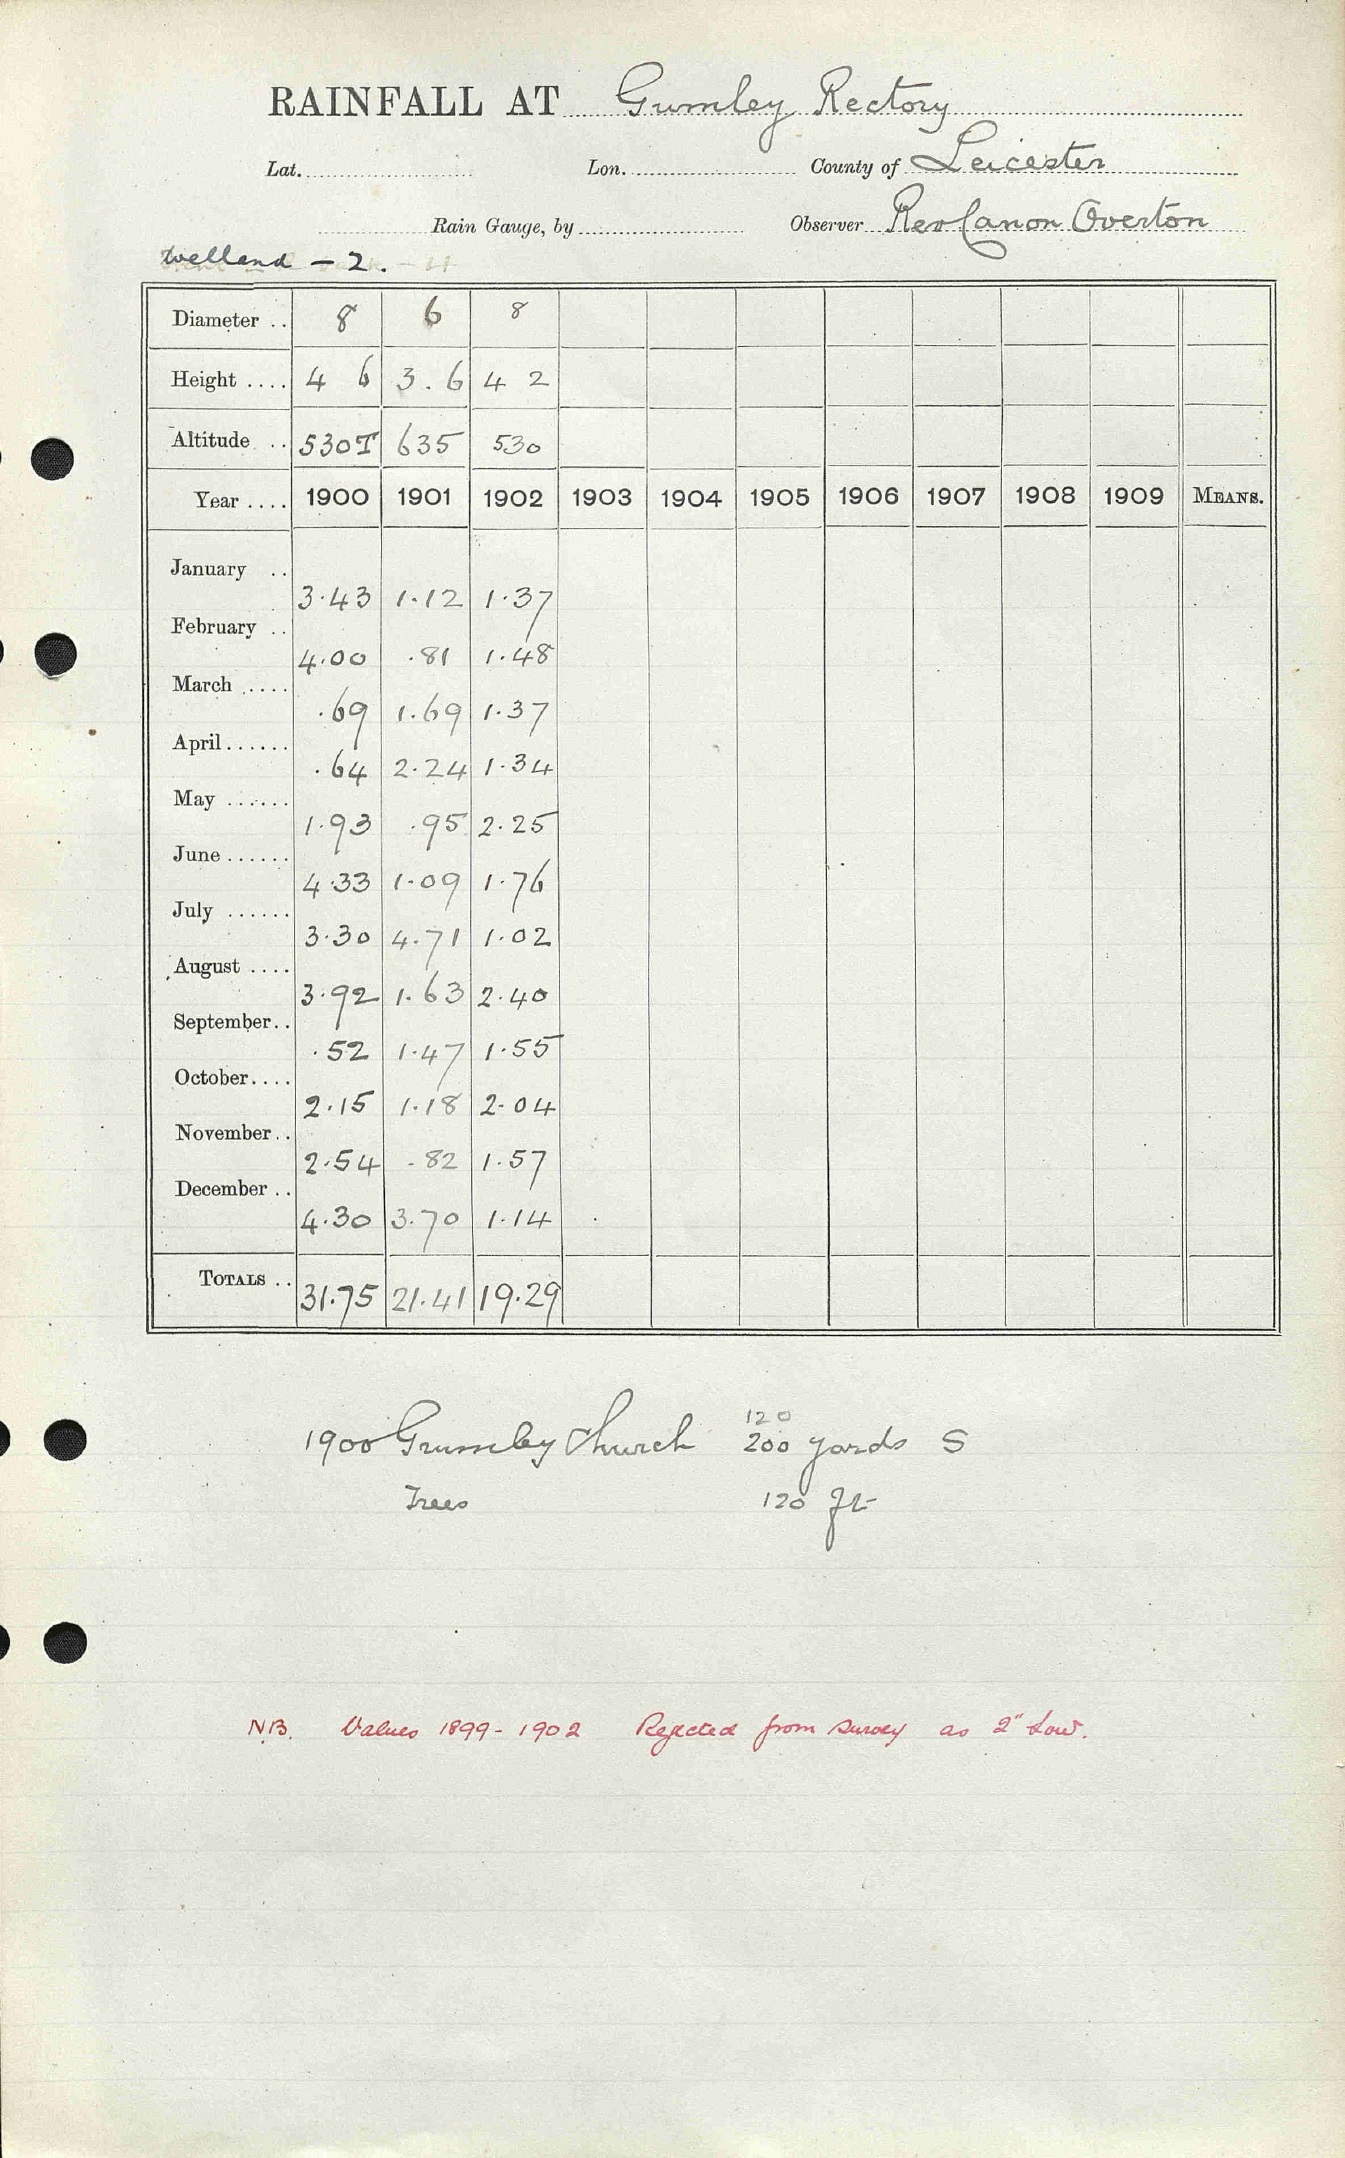 RAINFALL AT Gumley Rectory
Lat. Lon. County of Leicester
Rain Gauge, by Observer Rev Canon Overton
Welland - 2.
Diameter .. 8 6 8
Height .... 4 6 3.6 4 2
Altitude .. 530T 635 530
Year .... 1900 1901 1902 1903 1904 1905 1906 1907 1908 1909 MEANS.
January .. 3.43 1.12 1.37
February .. 4.00 .81 1.48
March .... .69 1.69 1.37
April ...... .64 2.24 1.34
May ...... 1.93 .95 2.25
June ...... 4.33 1.09 1.76
July ...... 3.30 4.71 1.02
August .... 3.92 1.63 2.40
September .. .52 1.47 1.55
October .... 2.15 1.18 2.04
November .. 2.54 .82 1.57
December .. 4.30 3.70 1.14
TOTALS .. 31.75 21.41 19.29
120
1900 Gumley Church 200 yards S
Trees 120 ft
NB. Values 1899-1902 Rejected from survey as 2" low.